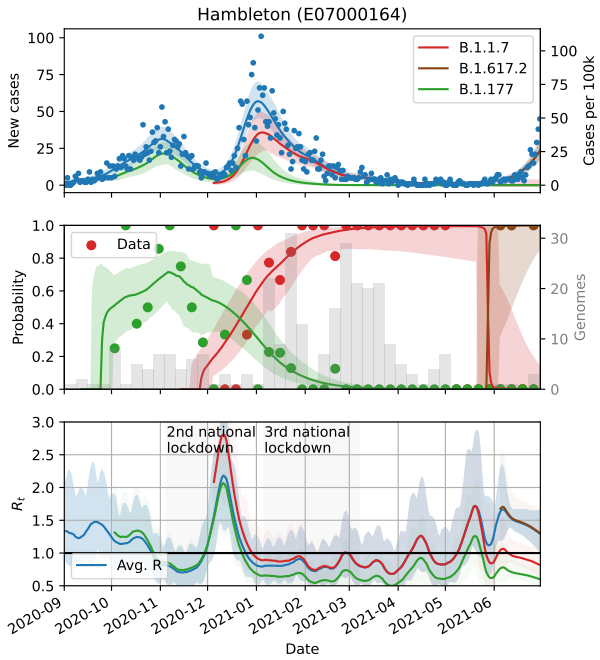 Hambleton (E07000164)
New cases
100
75
50
25
0
B.1.1.7
B.1.617.2
B.1.177
100
75
50
25
0
Cases per 100k
Probability
1.0
0.8
0.6
0.4
0.2
0.0
Data
30
20
10
0
Genomes
R_t
3.0
2.5
2.0
1.5
1.0
0.5
2nd national
lockdown
3rd national
lockdown
Avg. R
2020-09
2020-10
2020-11
2020-12
2021-01
2021-02
2021-03
2021-04
2021-05
2021-06
Date